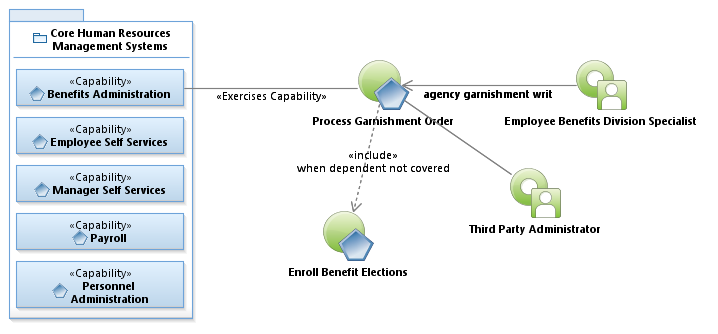 Core Human Resources
Management Systems
«Capability»
Benefits Administration
«Capability»
Employee Self Services
«Capability»
Manager Self Services
«Capability»
Payroll
«Capability»
Personnel
Administration
«Exercises Capability»
Process Garnishment Order
agency garnishment writ
Employee Benefits Division Specialist
«include»
when dependent not covered
Third Party Administrator
Enroll Benefit Elections